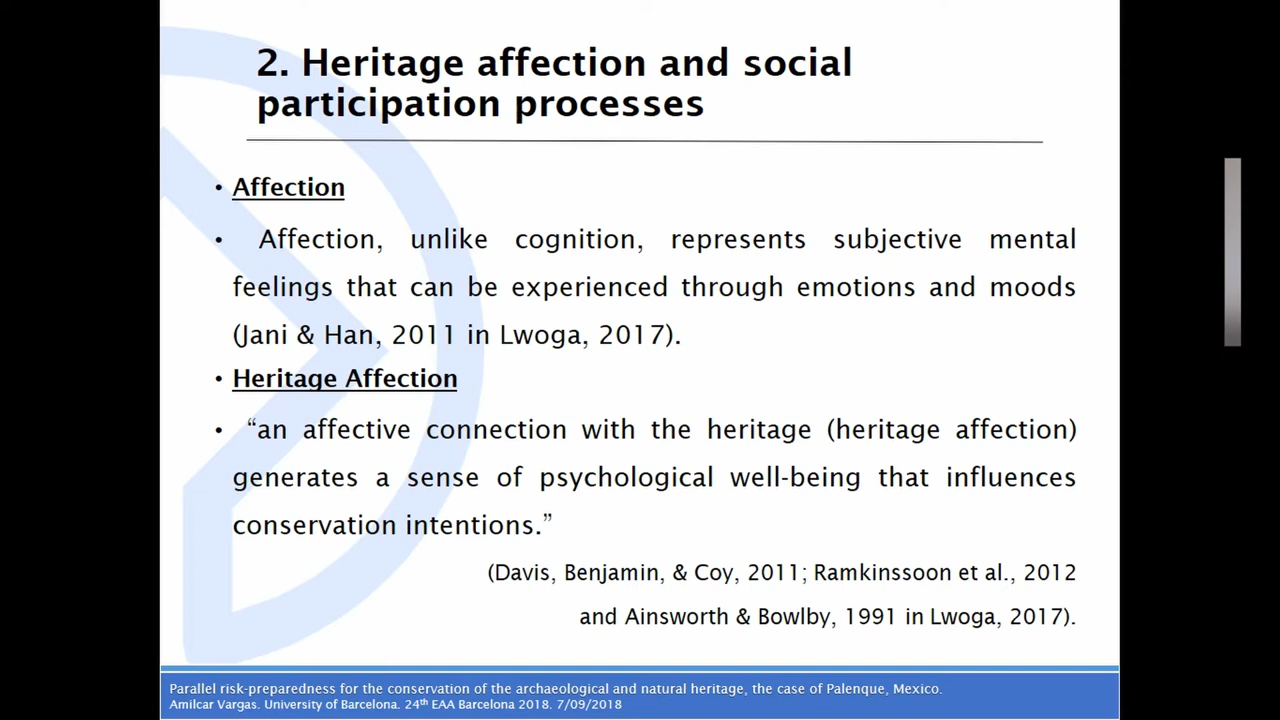 2. Heritage affection and social
participation processes
• Affection
• Affection, unlike cognition, represents subjective mental
feelings that can be experienced through emotions and moods
(Jani & Han, 2011 in Lwoga, 2017).
• Heritage Affection
• “an affective connection with the heritage (heritage affection)
generates a sense of psychological well-being that influences
conservation intentions.”
(Davis, Benjamin, & Coy, 2011; Ramkinssoon et al., 2012
and Ainsworth & Bowlby, 1991 in Lwoga, 2017).
Parallel risk-preparedness for the conservation of the archaeological and natural heritage, the case of Palenque, Mexico.
Amilcar Vargas. University of Barcelona. 24th EAA Barcelona 2018. 7/09/2018